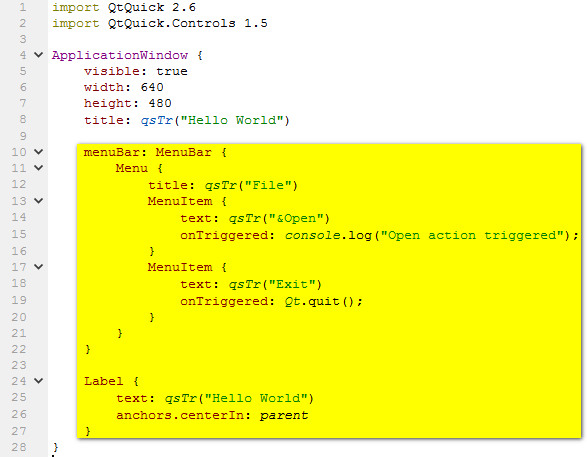 1 import QtQuick 2.6
2 import QtQuick.Controls 1.5
3
4 ApplicationWindow {
5     visible: true
6     width: 640
7     height: 480
8     title: qsTr("Hello World")
9
10     menuBar: MenuBar {
11         Menu {
12             title: qsTr("File")
13             MenuItem {
14                 text: qsTr("&Open")
15                 onTriggered: console.log("Open action triggered");
16             }
17             MenuItem {
18                 text: qsTr("Exit")
19                 onTriggered: Qt.quit();
20             }
21         }
22     }
23
24     Label {
25         text: qsTr("Hello World")
26         anchors.centerIn: parent
27     }
28 }